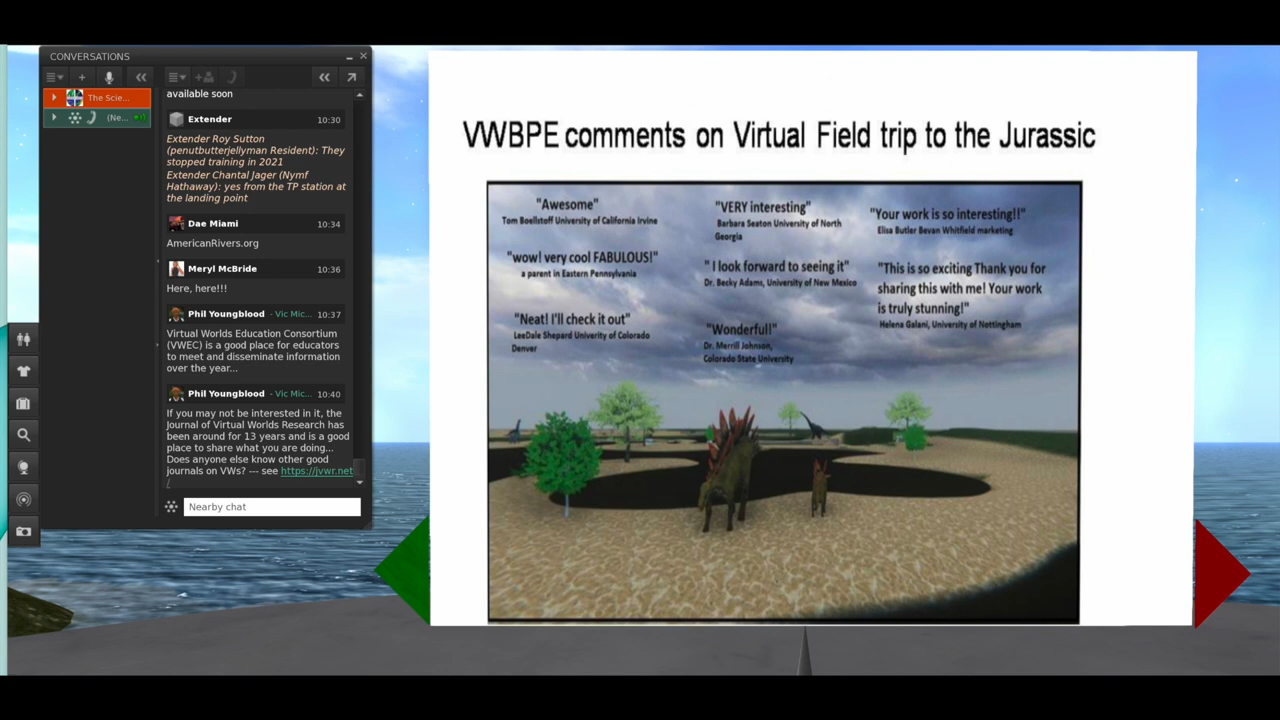 CONVERSATIONS
The Scie...
(Ne...
available soon
Extender 10:30
Extender Roy Sutton
(penutbutterjellyman Resident): They
stopped training in 2021
Extender Chantal Jager (Nymf
Hathaway): yes from the TP station at
the landing point
Dae Miami 10:34
AmericanRivers.org
Meryl McBride 10:36
Here, here!!!
Phil Youngblood - Vic Mic... 10:37
Virtual Worlds Education Consortium
(VWEC) is a good place for educators
to meet and disseminate information
over the year...
Phil Youngblood - Vic Mic... 10:40
If you may not be interested in it, the
Journal of Virtual Worlds Research has
been around for 13 years and is a good
place to share what you are doing...
Does anyone else know other good
journals on VWs? --- see https://jvwr.net
/
Nearby chat
VWBPE comments on Virtual Field trip to the Jurassic
"Awesome"
Tom Boellstoff University of California Irvine
"wow! very cool FABULOUS!"
a parent in Eastern Pennsylvania
"Neat! I'll check it out"
LeeDale Shepard Univerity of Colorado
Denver
"VERY interesting"
Barbara Seaton University of North
Georgia
" I look forward to seeing it"
Dr. Becky Adams, University of New Mexico
"Wonderful!"
Dr. Merrill Johnson,
Colorado State University
"Your work is so interesting!!"
Elisa Butler Bevan Whitfield marketing
"This is so exciting Thank you for
sharing this with me! Your work
is truly stunning!"
Helena Galani, University of Nottingham